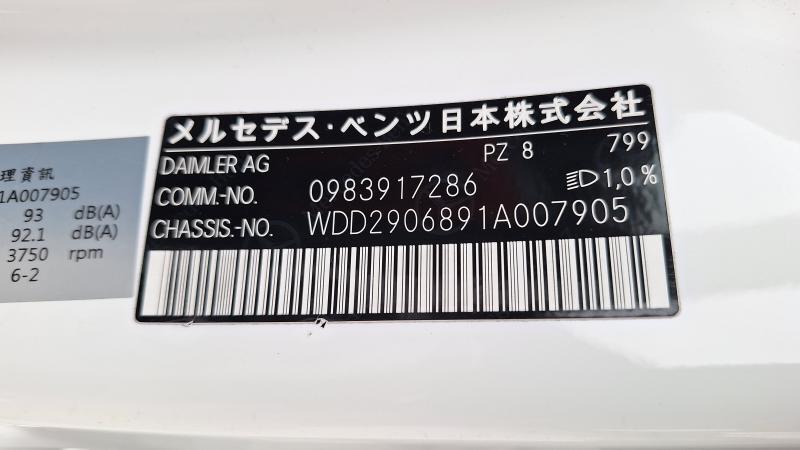 理資訊
1A007905
93 dB(A)
92.1 dB(A)
3750 rpm
6-2
メルセデス・ベンツ日本株式会社
DAIMLER AG PZ 8 799
COMM.-NO. 0983917286 1,0 %
CHASSIS.-NO. WDD2906891A007905